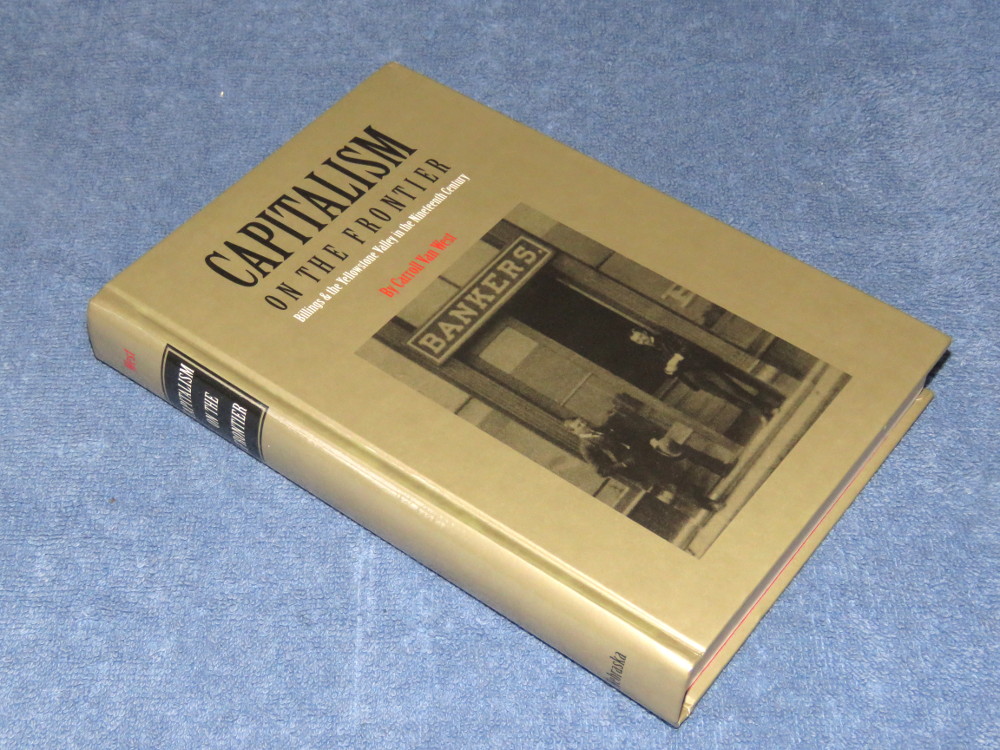 CAPITALISM
ON THE FRONTIER
Billings & the Yellowstone Valley in the Nineteenth Century
By Carroll Van West
BANKERS.
West
CAPITALISM
ON THE
FRONTIER
Nebraska